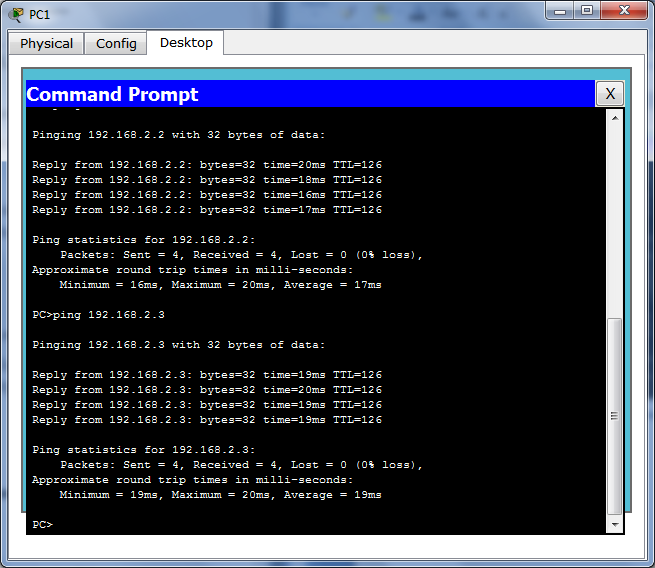 PC1
Physical Config Desktop
Command Prompt X
Pinging 192.168.2.2 with 32 bytes of data:
Reply from 192.168.2.2: bytes=32 time=20ms TTL=126
Reply from 192.168.2.2: bytes=32 time=18ms TTL=126
Reply from 192.168.2.2: bytes=32 time=16ms TTL=126
Reply from 192.168.2.2: bytes=32 time=17ms TTL=126
Ping statistics for 192.168.2.2:
    Packets: Sent = 4, Received = 4, Lost = 0 (0% loss),
Approximate round trip times in milli-seconds:
    Minimum = 16ms, Maximum = 20ms, Average = 17ms
PC>ping 192.168.2.3
Pinging 192.168.2.3 with 32 bytes of data:
Reply from 192.168.2.3: bytes=32 time=19ms TTL=126
Reply from 192.168.2.3: bytes=32 time=20ms TTL=126
Reply from 192.168.2.3: bytes=32 time=19ms TTL=126
Reply from 192.168.2.3: bytes=32 time=19ms TTL=126
Ping statistics for 192.168.2.3:
    Packets: Sent = 4, Received = 4, Lost = 0 (0% loss),
Approximate round trip times in milli-seconds:
    Minimum = 19ms, Maximum = 20ms, Average = 19ms
PC>